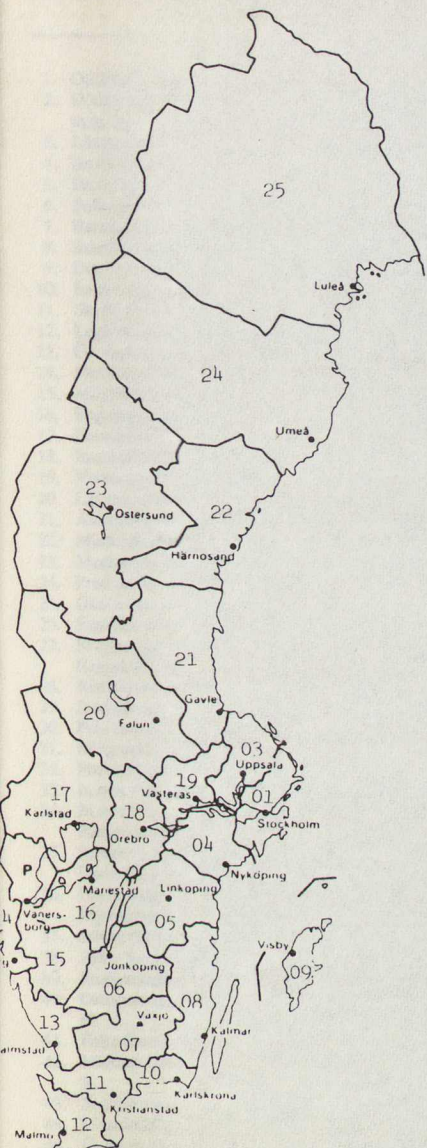 25
Luleå
24
Umeå
23
Östersund
22
Härnösand
21
Gävle
20
Falun
03
Uppsala
19
Västerås
01
Stockholm
17
Karlstad
18
Örebro
04
Nyköping
P
Mariestad
Linköping
4
Väners-
borg
16
05
Visby
09
g
15
Jönköping
06
08
Växjö
13
07
Kalmar
almstad
10
Karlskrona
11
Kristianstad
12
Malmö